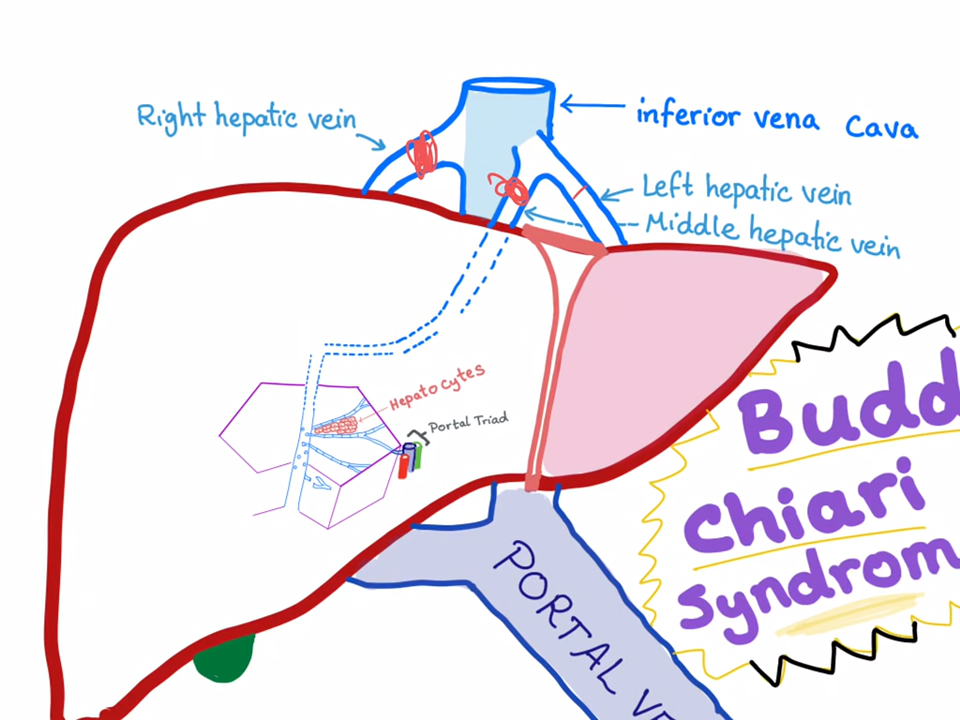 Right hepatic vein
inferior vena cava
Left hepatic vein
Middle hepatic vein
Hepatocytes
Portal Triad
Budd
Chiari
syndrom
PORTAL VE